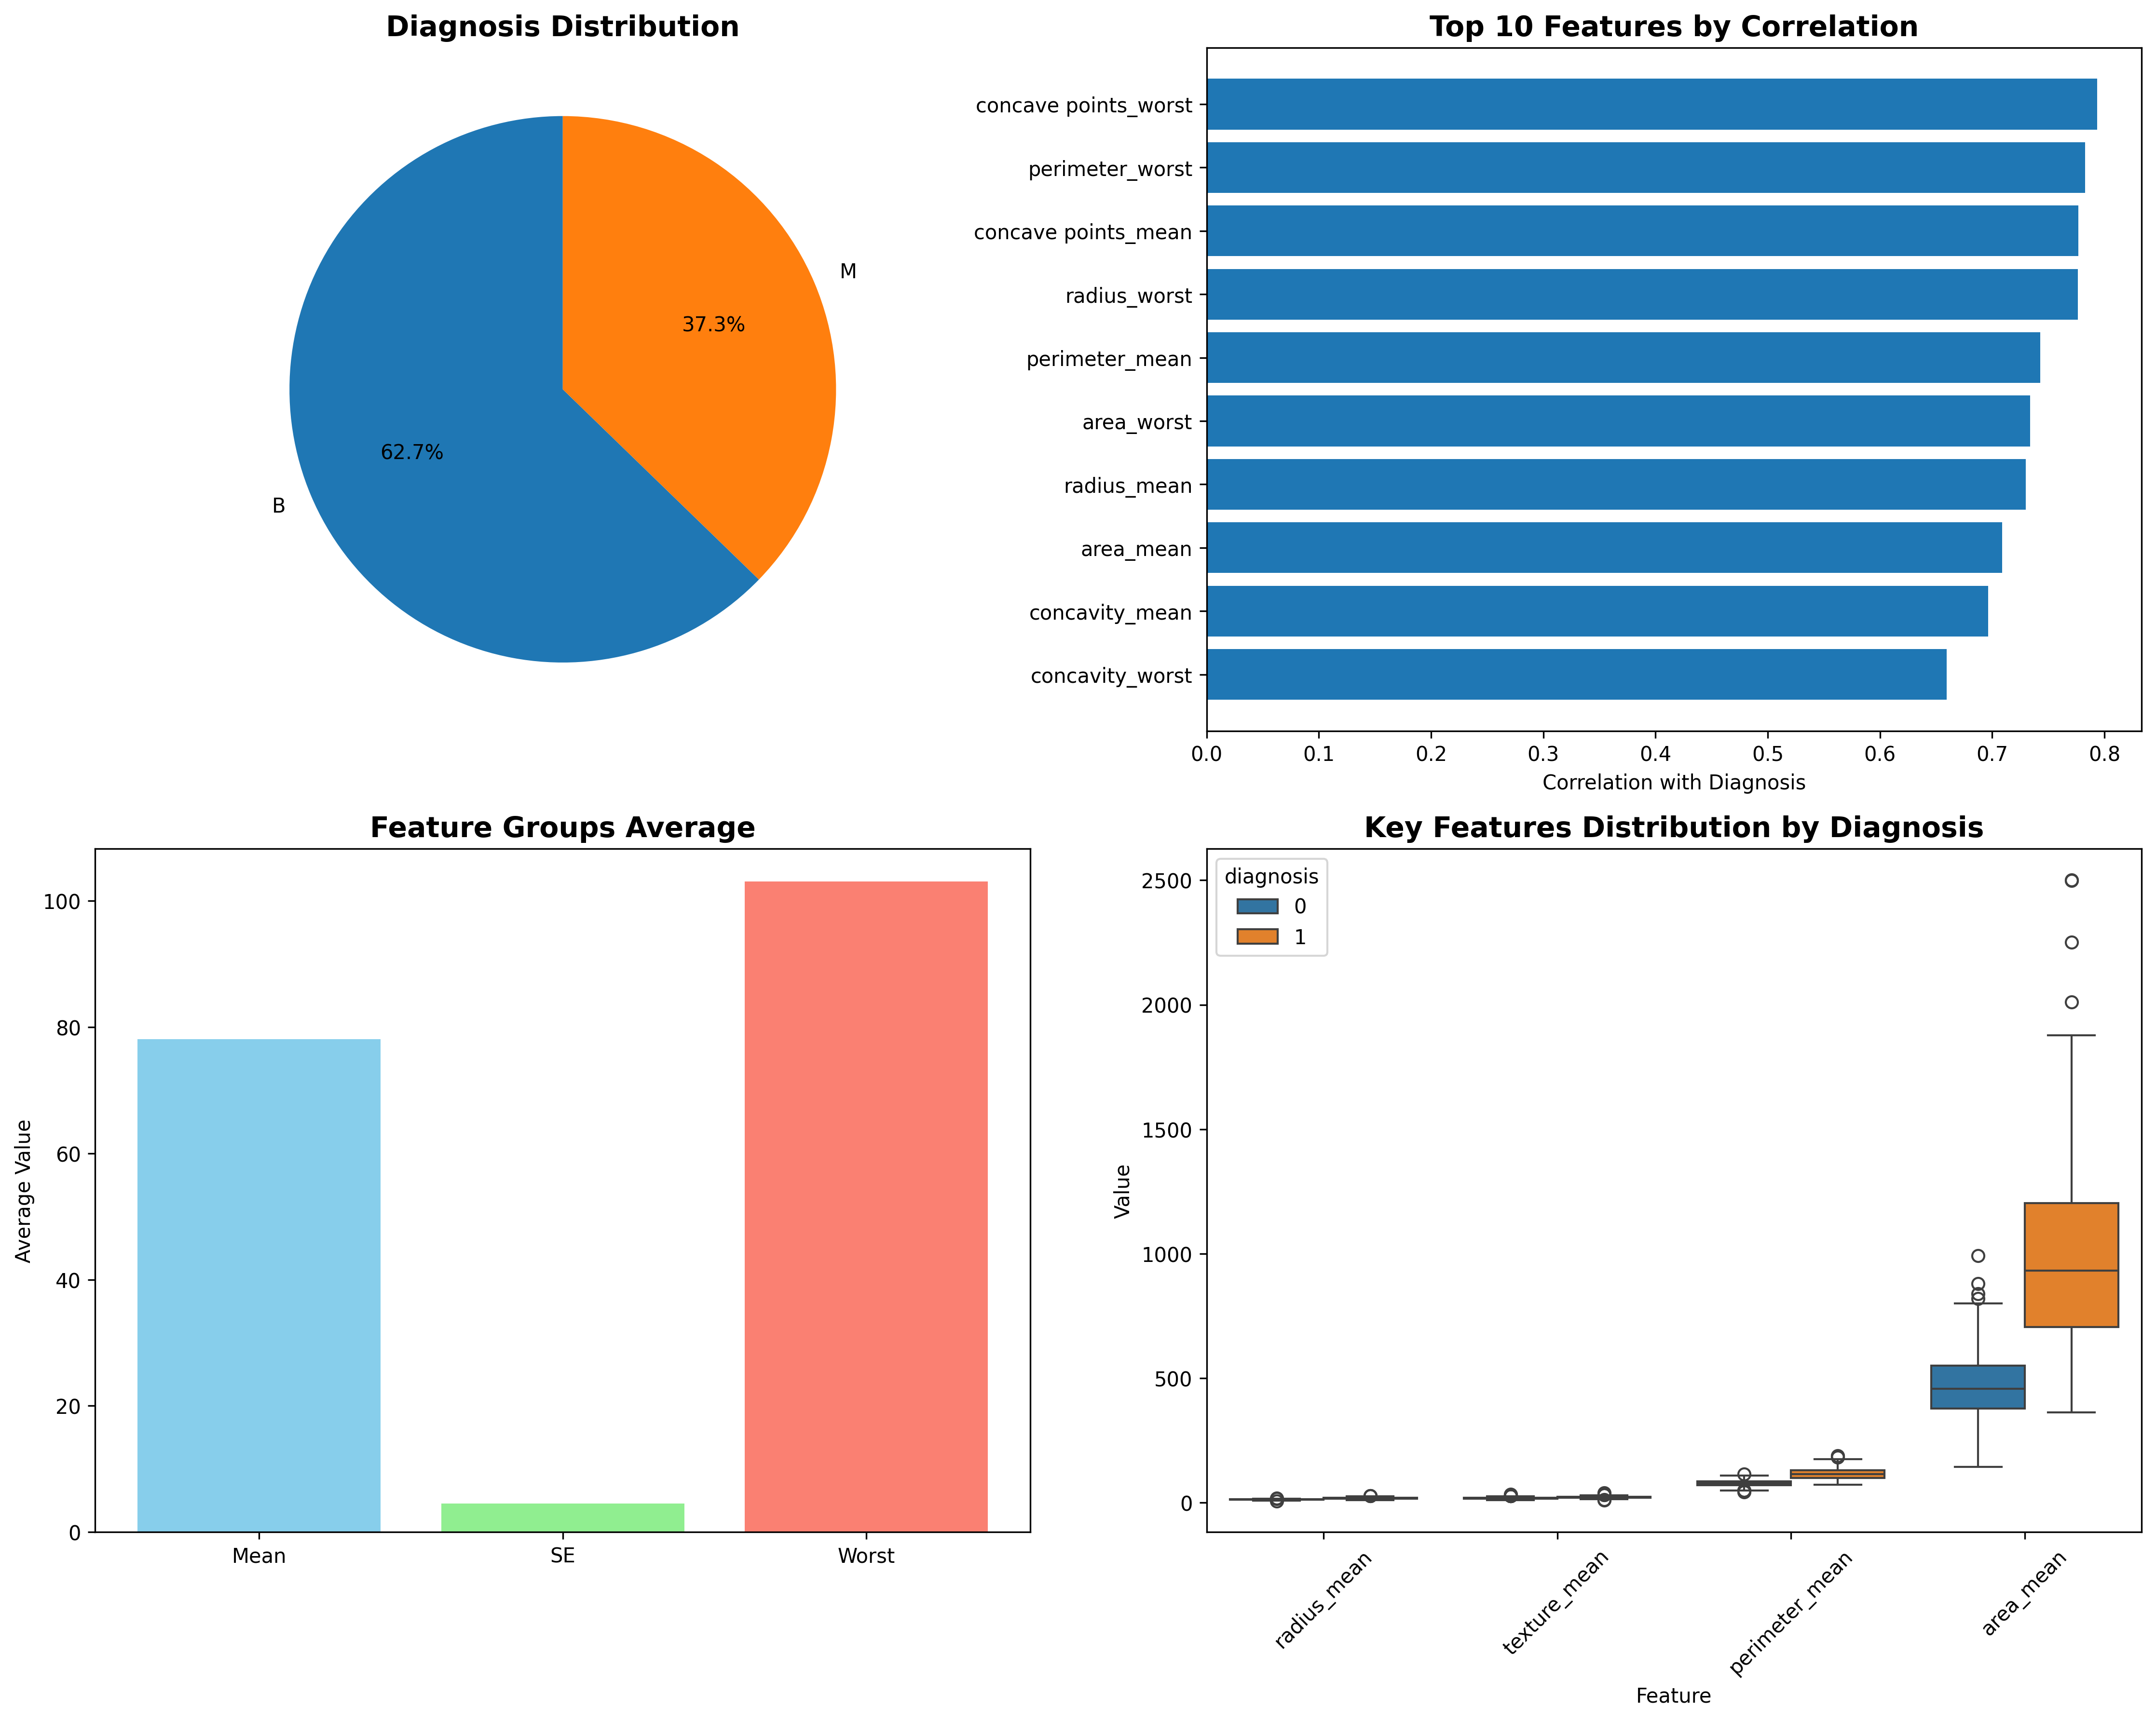 Diagnosis Distribution
M
37.3%
62.7%
B
Top 10 Features by Correlation
concave points_worst
perimeter_worst
concave points_mean
radius_worst
perimeter_mean
area_worst
radius_mean
area_mean
concavity_mean
concavity_worst
0.0 0.1 0.2 0.3 0.4 0.5 0.6 0.7 0.8
Correlation with Diagnosis
Feature Groups Average
Average Value
100
80
60
40
20
0
Mean SE Worst
Key Features Distribution by Diagnosis
diagnosis
0
1
Value
2500
2000
1500
1000
500
0
radius_mean
texture_mean
perimeter_mean
area_mean
Feature